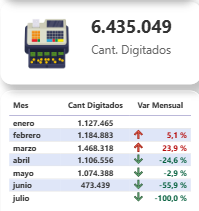 6.435.049
Cant. Digitados
Mes Cant Digitados Var Mensual
enero 1.127.465
febrero 1.184.883 5,1 %
marzo 1.468.318 23,9 %
abril 1.106.556 -24,6 %
mayo 1.074.388 -2,9 %
junio 473.439 -55,9 %
julio -100,0 %